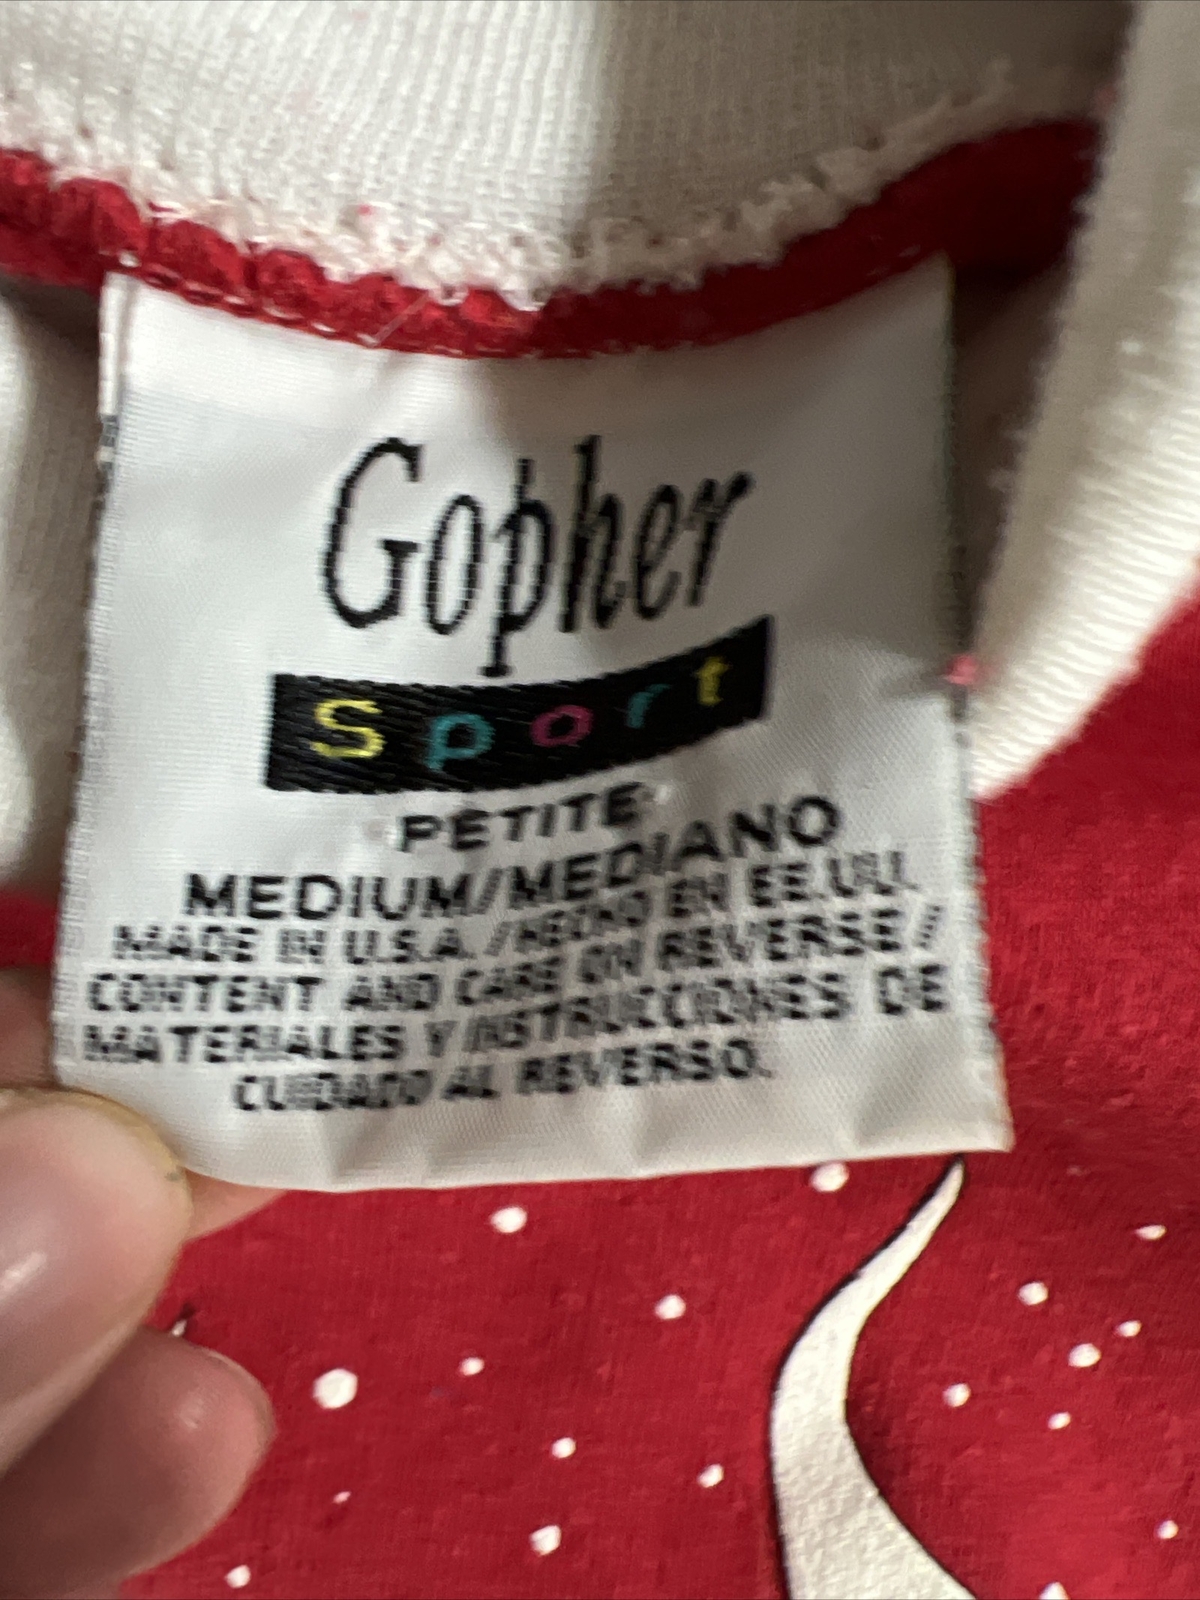 Gopher
Sport
PETITE
MEDIUM/MEDIANO
MADE IN U.S.A./HECHO EN EE.UU.
CONTENT AND CARE ON REVERSE//
MATERIALES Y INSTRUCCIONES DE
CUIDADO AL REVERSO.